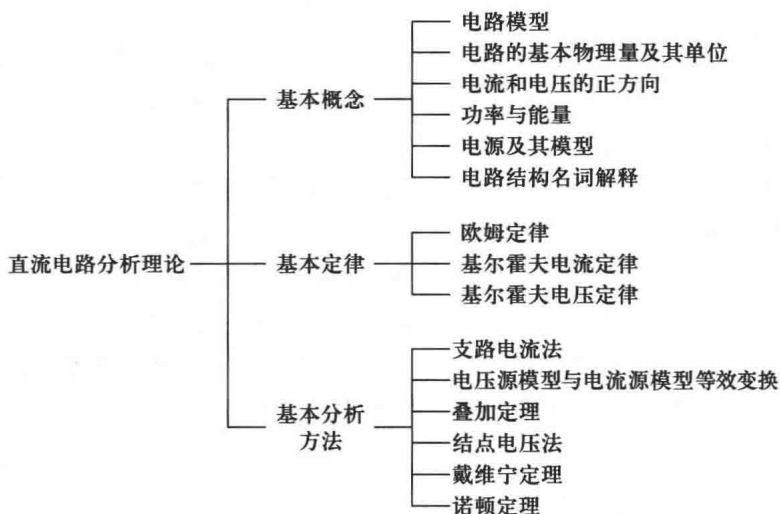 直流电路分析理论
基本概念
电路模型
电路的基本物理量及其单位
电流和电压的正方向
功率与能量
电源及其模型
电路结构名词解释
基本定律
欧姆定律
基尔霍夫电流定律
基尔霍夫电压定律
基本分析
方法
支路电流法
电压源模型与电流源模型等效变换
叠加定理
结点电压法
戴维宁定理
诺顿定理